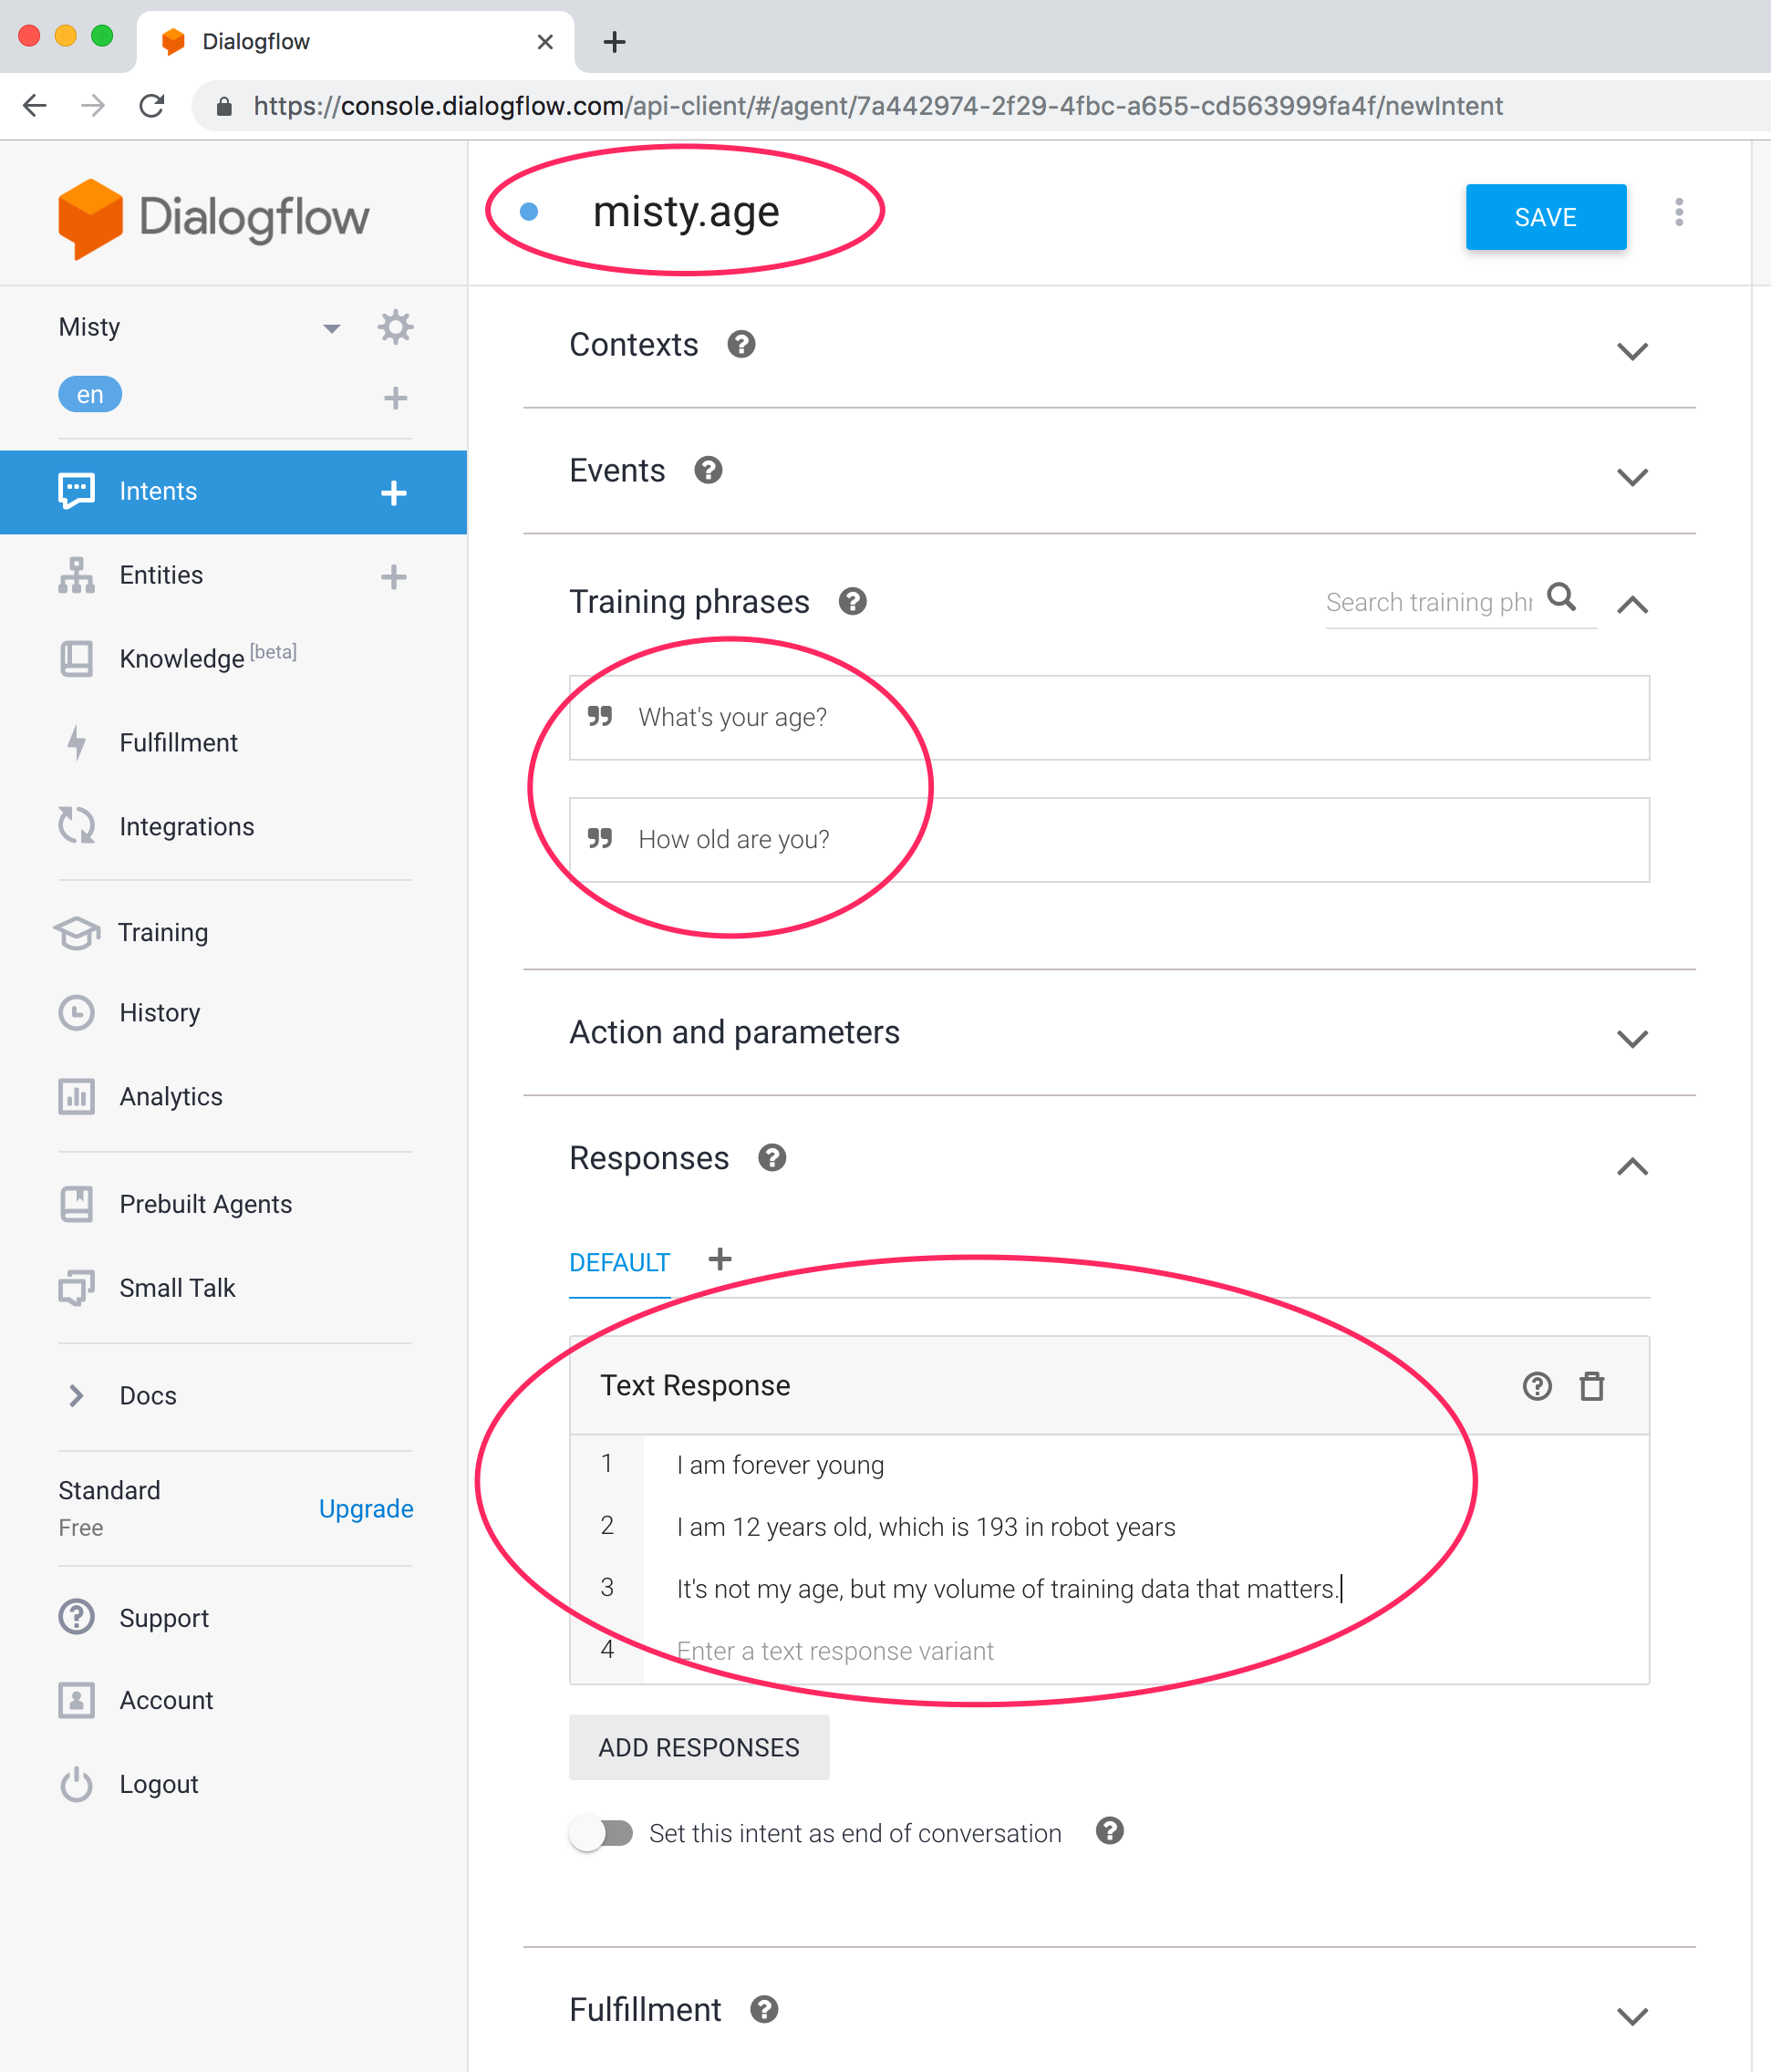 Dialogflow
https://console.dialogflow.com/api-client/#/agent/7a442974-2f29-4fbc-a655-cd563999fa4f/newIntent
Dialogflow
misty.age
SAVE
Misty
en
Intents
Entities
Knowledge [beta]
Fulfillment
Integrations
Training
History
Analytics
Prebuilt Agents
Small Talk
Docs
Standard
Free
Upgrade
Support
Account
Logout
Contexts
Events
Training phrases
Search training phr
What's your age?
How old are you?
Action and parameters
Responses
DEFAULT
Text Response
1 I am forever young
2 I am 12 years old, which is 193 in robot years
3 It's not my age, but my volume of training data that matters.
4 Enter a text response variant
ADD RESPONSES
Set this intent as end of conversation
Fulfillment